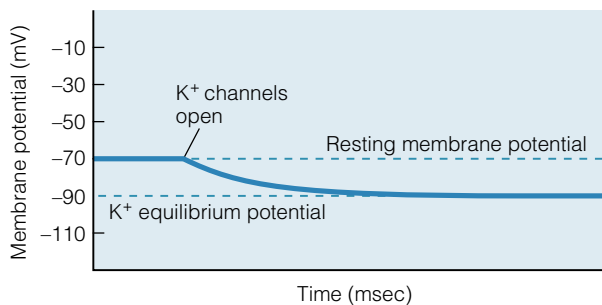 Membrane potential (mV)
–10
–30
–50
–70
–90
–110
K+ channels
open
Resting membrane potential
K+ equilibrium potential
Time (msec)